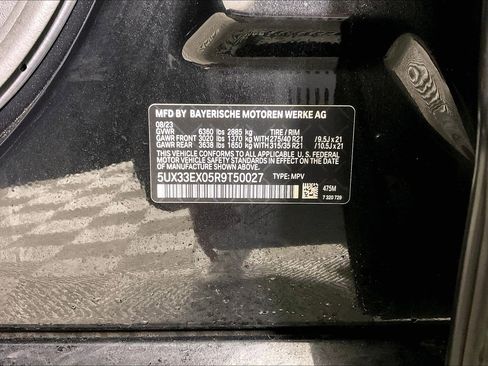 MFD BY BAYERISCHE MOTOREN WERKE AG
08/23
GVWR 6360 lbs 2885 kg TIRE / RIM
GAWR FRONT 3020 lbs 1370 kg WITH 275/40 R21 /9.5J x 21
GAWR REAR 3638 lbs 1650 kg WITH 315/35 R21 /10.5J x 21
THIS VEHICLE CONFORMS TO ALL APPLICABLE U. S. FEDERAL
MOTOR VEHICLE SAFETY STANDARDS
IN EFFECT ON THE DATE OF MANUFACTURE SHOWN ABOVE.
5UX33EX05R9T50027 TYPE: MPV
475M
7 320 729